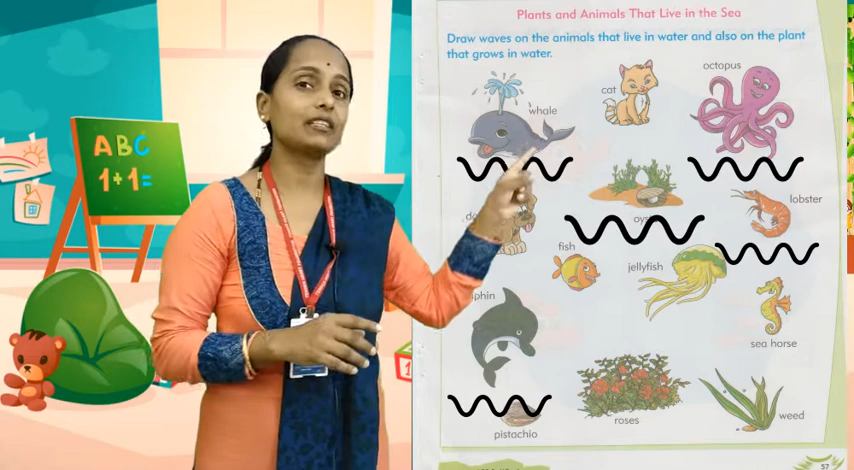 Plants and Animals That Live in the Sea
Draw waves on the animals that live in water and also on the plant
that grows in water.
octopus
cat
whale
lobster
fish
jellyfish
sea horse
roses
weed
pistachio
57
ABC
1+1=